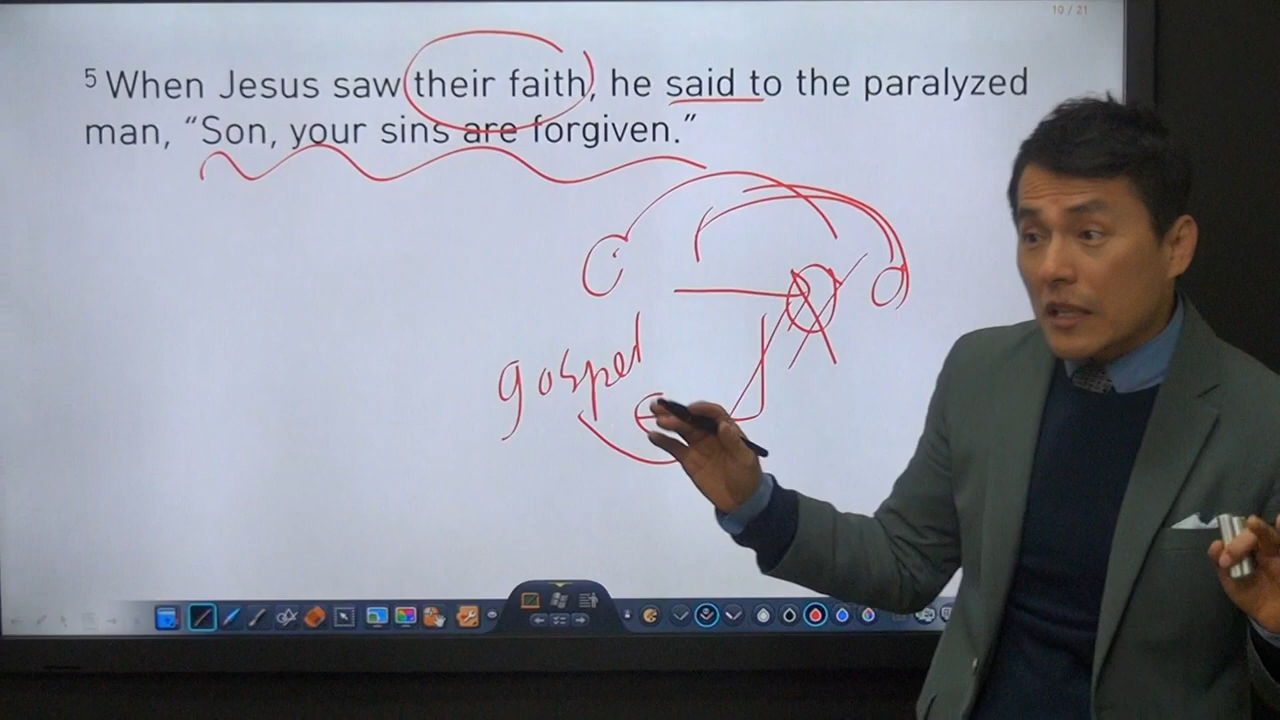 10 / 21
5 When Jesus saw their faith, he said to the paralyzed
man, “Son, your sins are forgiven.”
gospel